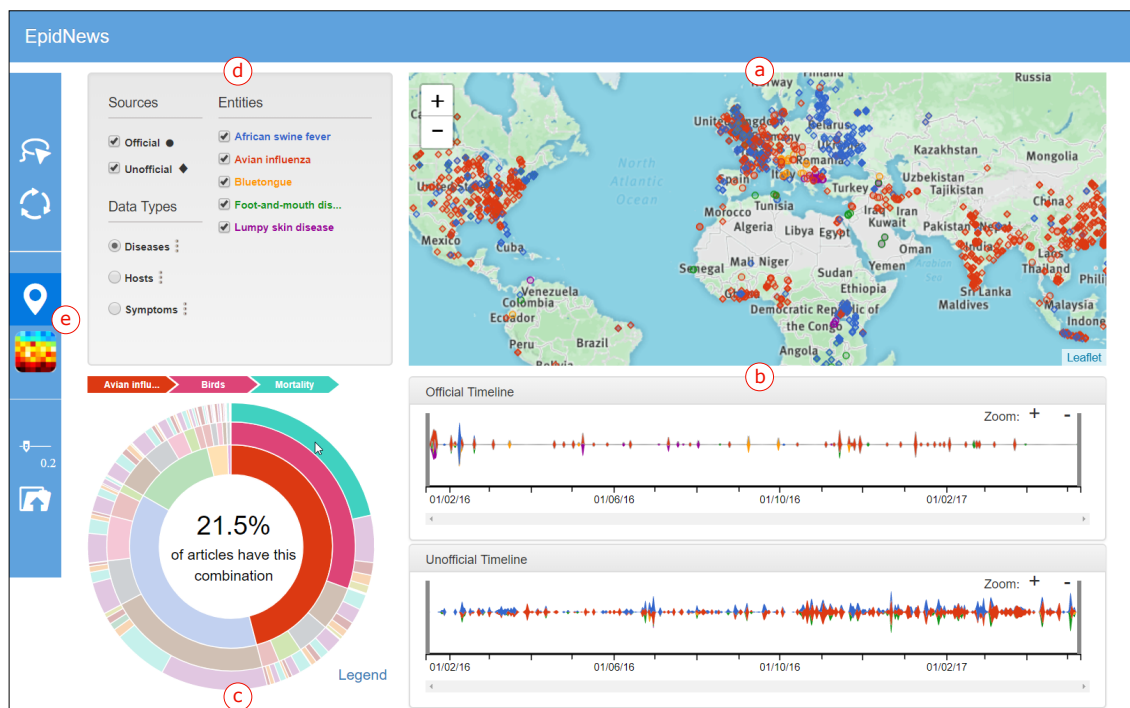 EpidNews
d
Sources
Official
Unofficial
Data Types
Diseases
Hosts
Symptoms
Entities
African swine fever
Avian influenza
Bluetongue
Foot-and-mouth dis...
Lumpy skin disease
a
+
-
Norway
Russia
Belarus
Kazakhstan
Mongolia
North
Atlantic
Ocean
Romania
Spain
Italy
Uzbekistan
Tajikistan
Turkey
China
Tunisia
Morocco
Algeria
Libya
Egypt
Iraq
Iran
Kuwait
Pakistan
Nepal
Oman
India
Mexico
Cuba
Mali
Niger
Sudan
Yemen
Arabian
Sea
Laos
Thailand
Senegal
Ethiopia
Sri Lanka
Maldives
Venezuela
Colombia
Ecuador
Democratic Republic of
the Congo
Malaysia
Peru
Brazil
Angola
Leaflet
e
0.2
Avian influ...
Birds
Mortality
21.5%
of articles have this
combination
Legend
c
b
Official Timeline
Zoom: + -
01/02/16 01/06/16 01/10/16 01/02/17
Unofficial Timeline
Zoom: + -
01/02/16 01/06/16 01/10/16 01/02/17